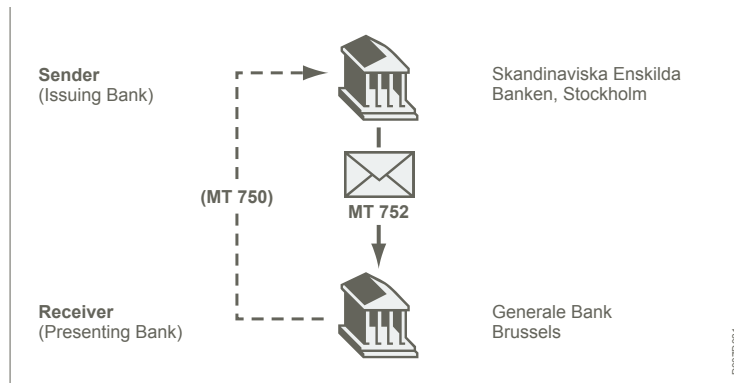 Sender
(Issuing Bank)
Skandinaviska Enskilda
Banken, Stockholm
(MT 750)
MT 752
Receiver
(Presenting Bank)
Generale Bank
Brussels